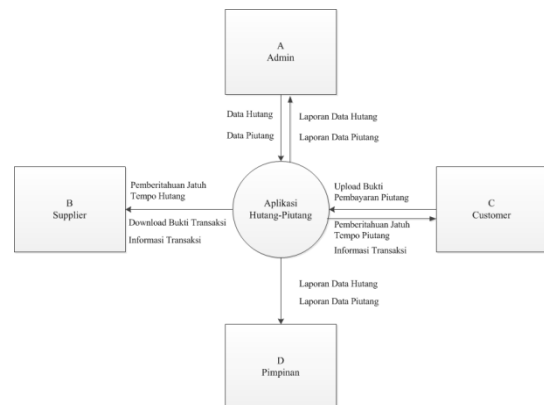 A
Admin
Data Hutang
Data Piutang
Laporan Data Hutang
Laporan Data Piutang
B
Supplier
Pemberitahuan Jatuh
Tempo Hutang
Download Bukti Transaksi
Informasi Transaksi
Aplikasi
Hutang-Piutang
Upload Bukti
Pembayaran Piutang
Pemberitahuan Jatuh
Tempo Piutang
Informasi Transaksi
C
Customer
Laporan Data Hutang
Laporan Data Piutang
D
Pimpinan